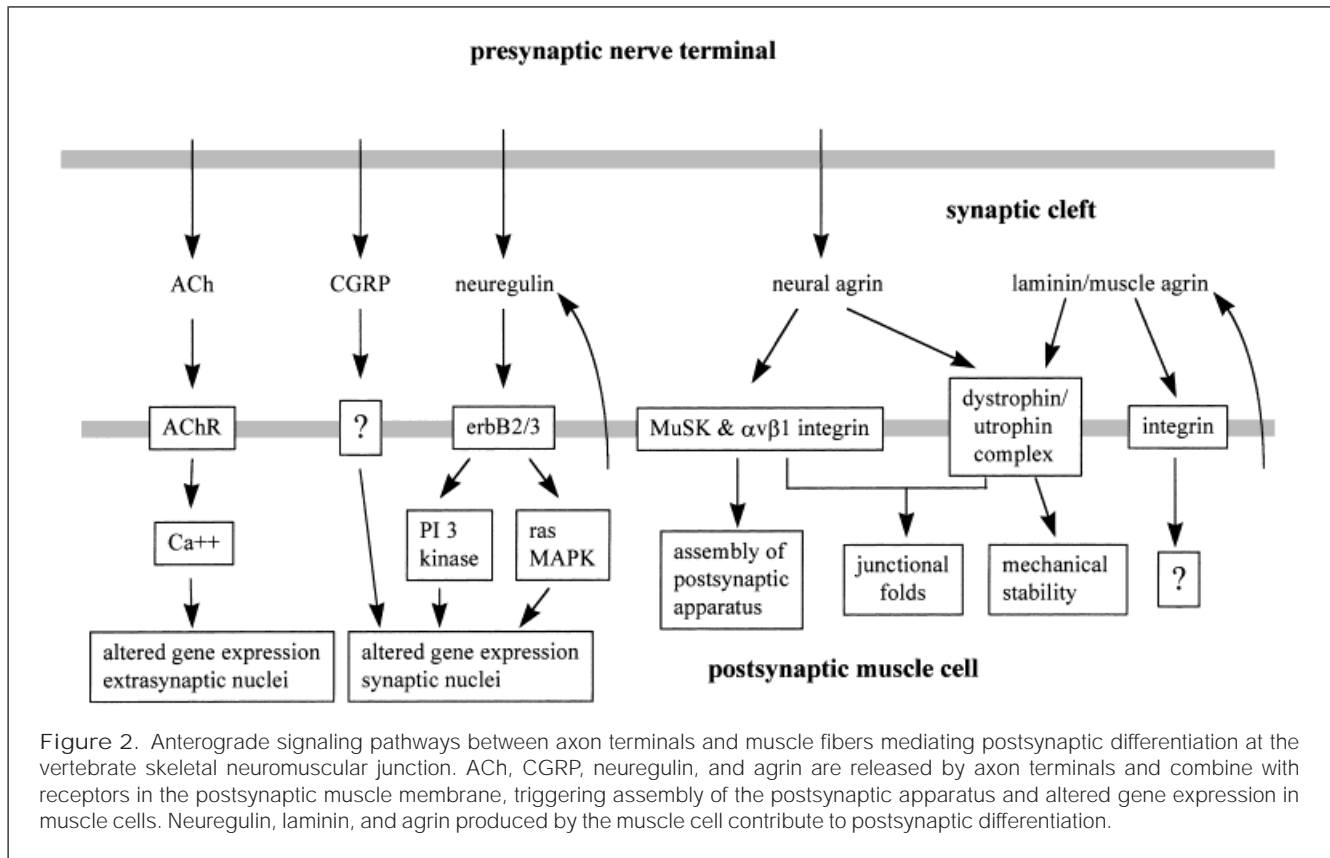 presynaptic nerve terminal
synaptic cleft
ACh
CGRP
neuregulin
neural agrin
laminin/muscle agrin
AChR
?
erbB2/3
MuSK & αvβ1 integrin
dystrophin/
utrophin
complex
integrin
Ca++
PI 3
kinase
ras
MAPK
assembly of
postsynaptic
apparatus
junctional
folds
mechanical
stability
?
altered gene expression
extrasynaptic nuclei
altered gene expression
synaptic nuclei
postsynaptic muscle cell
Figure 2. Anterograde signaling pathways between axon terminals and muscle fibers mediating postsynaptic differentiation at the
vertebrate skeletal neuromuscular junction. ACh, CGRP, neuregulin, and agrin are released by axon terminals and combine with
receptors in the postsynaptic muscle membrane, triggering assembly of the postsynaptic apparatus and altered gene expression in
muscle cells. Neuregulin, laminin, and agrin produced by the muscle cell contribute to postsynaptic differentiation.